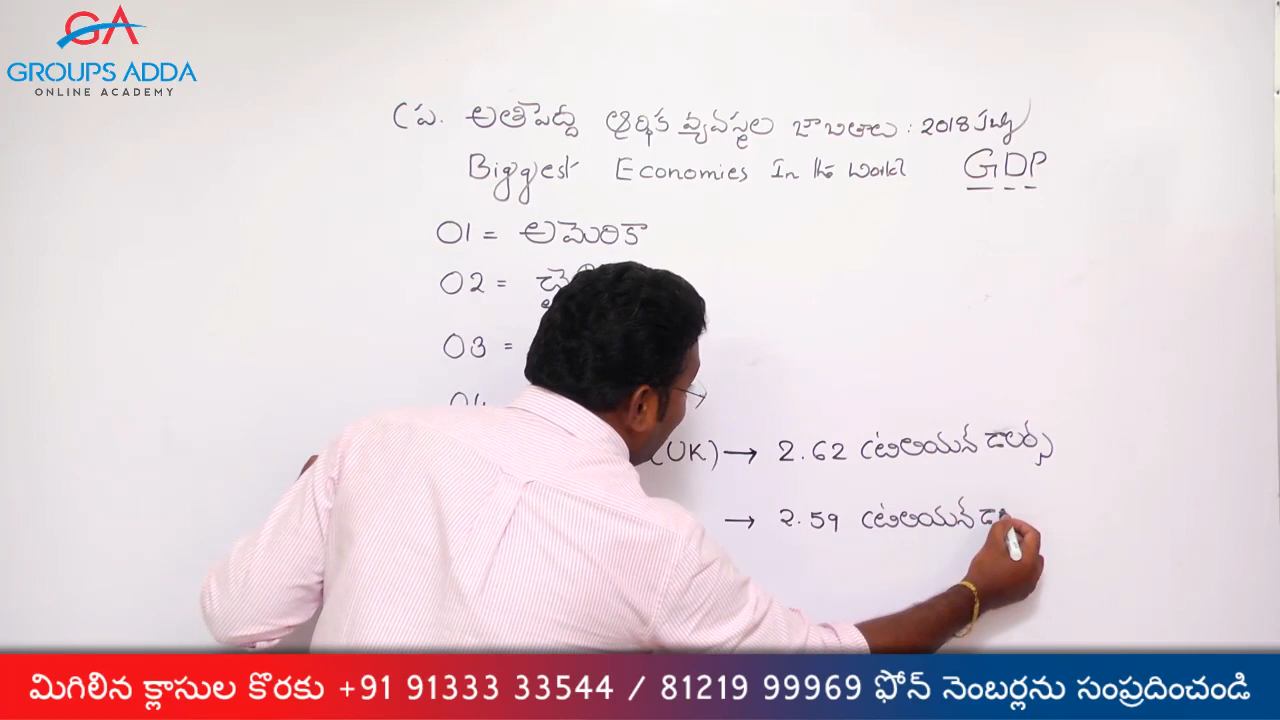 GA
GROUPS ADDA
ONLINE ACADEMY
ప్ర. అతిపెద్ద ఆర్థిక వ్యవస్థల జాబితాలు : 2018
Biggest Economies In the World GDP
01 = అమెరికా
02 =
03 =
04
(UK) → 2.62 ట్రిలియన్ డాలర్స్
→ 2.59 ట్రిలియన్ డా
మిగిలిన క్లాసుల కొరకు +91 91333 33544 / 81219 99969 ఫోన్ నెంబర్లను సంప్రదించండి